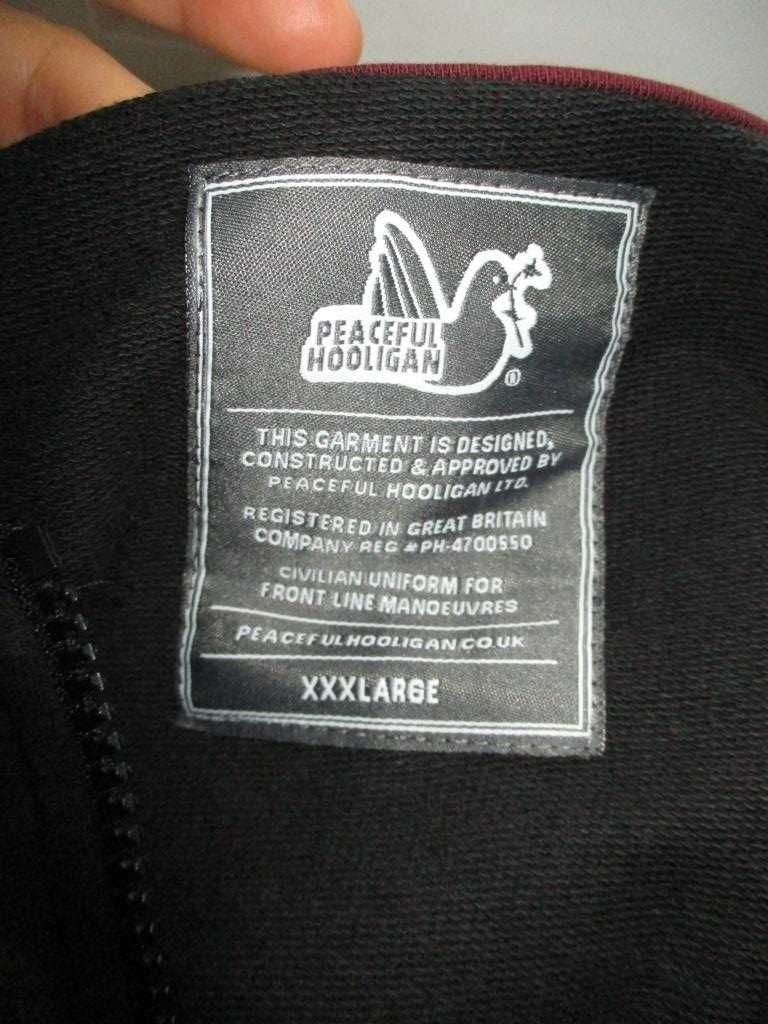 PEACEFUL
HOOLIGAN
®
THIS GARMENT IS DESIGNED,
CONSTRUCTED & APPROVED BY
PEACEFUL HOOLIGAN LTD.
REGISTERED IN GREAT BRITAIN
COMPANY REG # PH-4700550
CIVILIAN UNIFORM FOR
FRONT LINE MANOEUVRES
PEACEFULHOOLIGAN.CO.UK
XXXLARGE